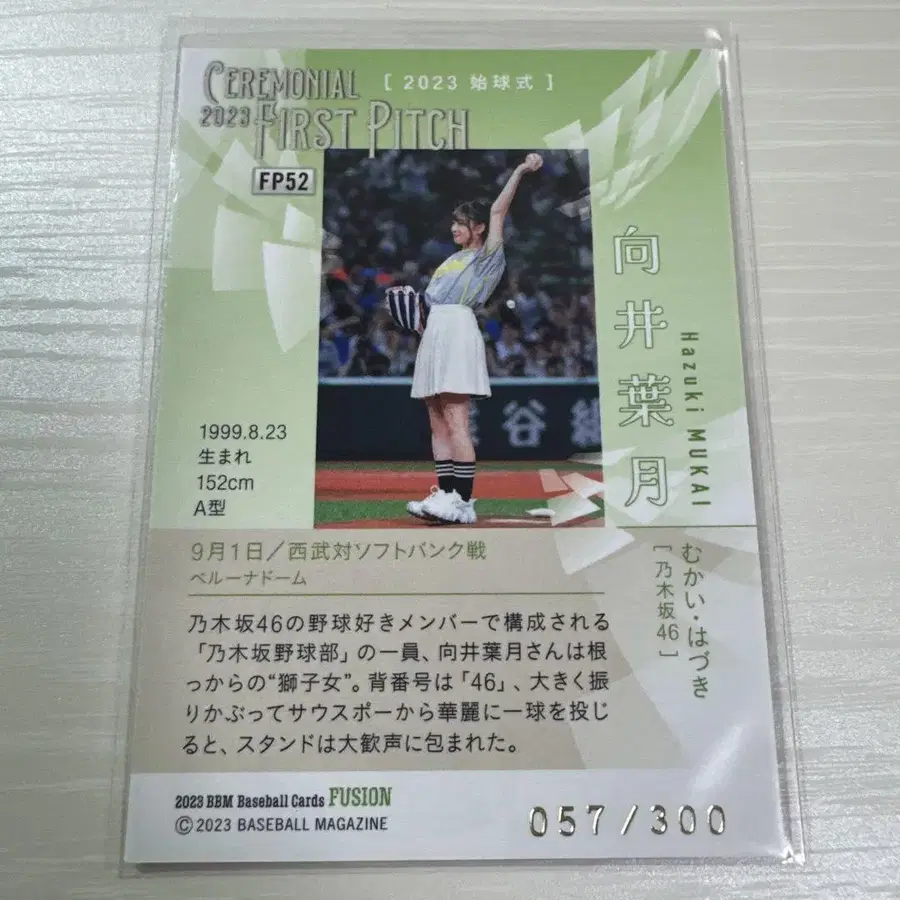 CEREMONIAL
2023 FIRST PITCH
[ 2023 始球式 ]
FP52
向井葉月
Hazuki MUKAI
むかい・はづき
[乃木坂46]
1999.8.23
生まれ
152cm
A型
9月1日／西武対ソフトバンク戦
ベルーナドーム
乃木坂46の野球好きメンバーで構成される
「乃木坂野球部」の一員、向井葉月さんは根
っからの“獅子女”。背番号は「46」、大きく振
りかぶってサウスポーから華麗に一球を投じ
ると、スタンドは大歓声に包まれた。
2023 BBM Baseball Cards FUSION
Ⓒ 2023 BASEBALL MAGAZINE
057/300